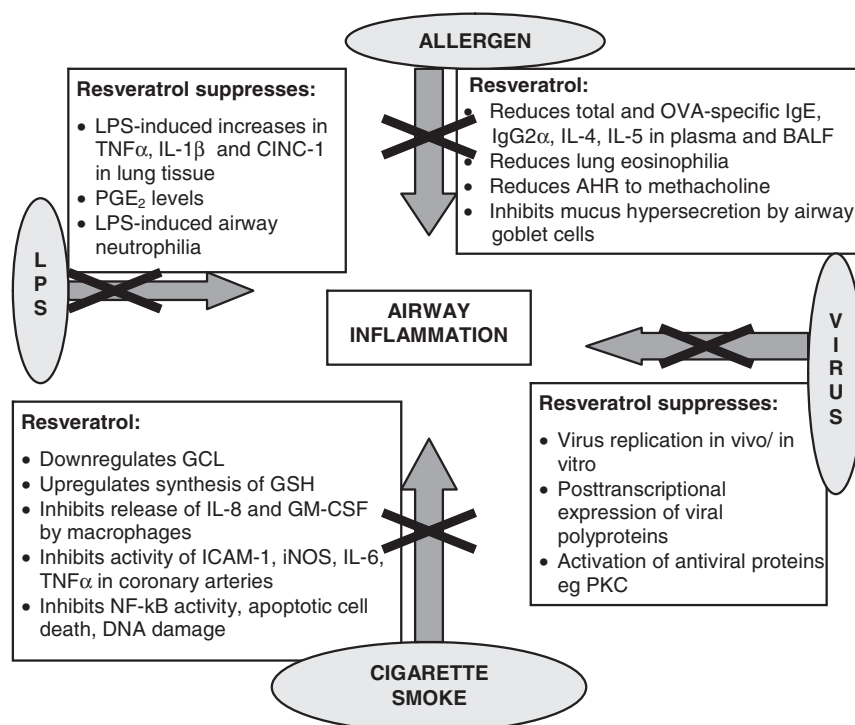 ALLERGEN
Resveratrol suppresses:
• LPS-induced increases in
TNFα, IL-1β and CINC-1
in lung tissue
• PGE₂ levels
• LPS-induced airway
neutrophilia
Resveratrol:
• Reduces total and OVA-specific IgE,
IgG2α, IL-4, IL-5 in plasma and BALF
• Reduces lung eosinophilia
• Reduces AHR to methacholine
• Inhibits mucus hypersecretion by airway
goblet cells
LPS
AIRWAY
INFLAMMATION
VIRUS
Resveratrol:
• Downregulates GCL
• Upregulates synthesis of GSH
• Inhibits release of IL-8 and GM-CSF
by macrophages
• Inhibits activity of ICAM-1, iNOS, IL-6,
TNFα in coronary arteries
• Inhibits NF-kB activity, apoptotic cell
death, DNA damage
Resveratrol suppresses:
• Virus replication in vivo/ in
vitro
• Posttranscriptional
expression of viral
polyproteins
• Activation of antiviral proteins
eg PKC
CIGARETTE
SMOKE